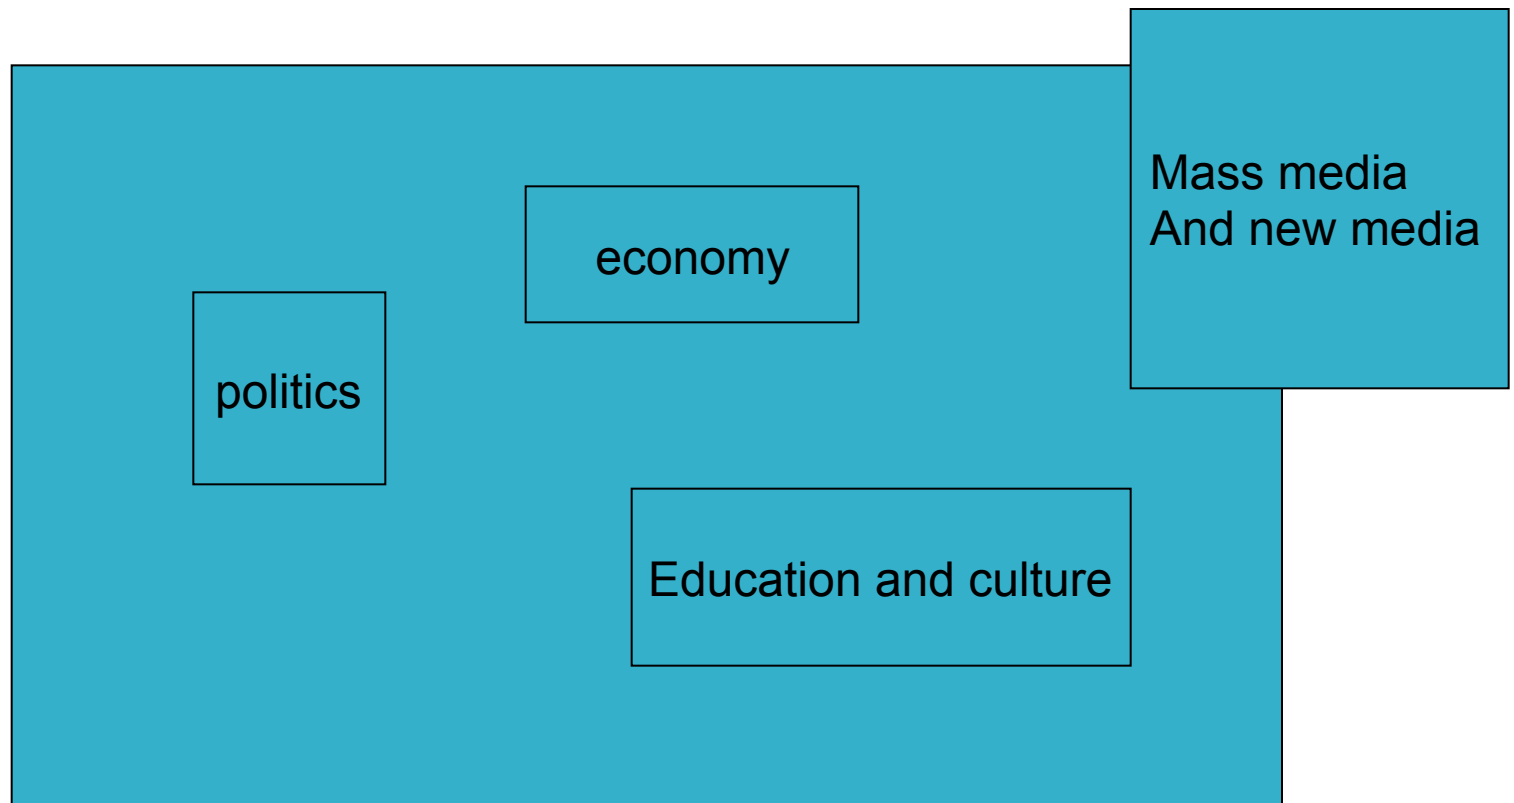 Mass media
And new media
economy
politics
Education and culture